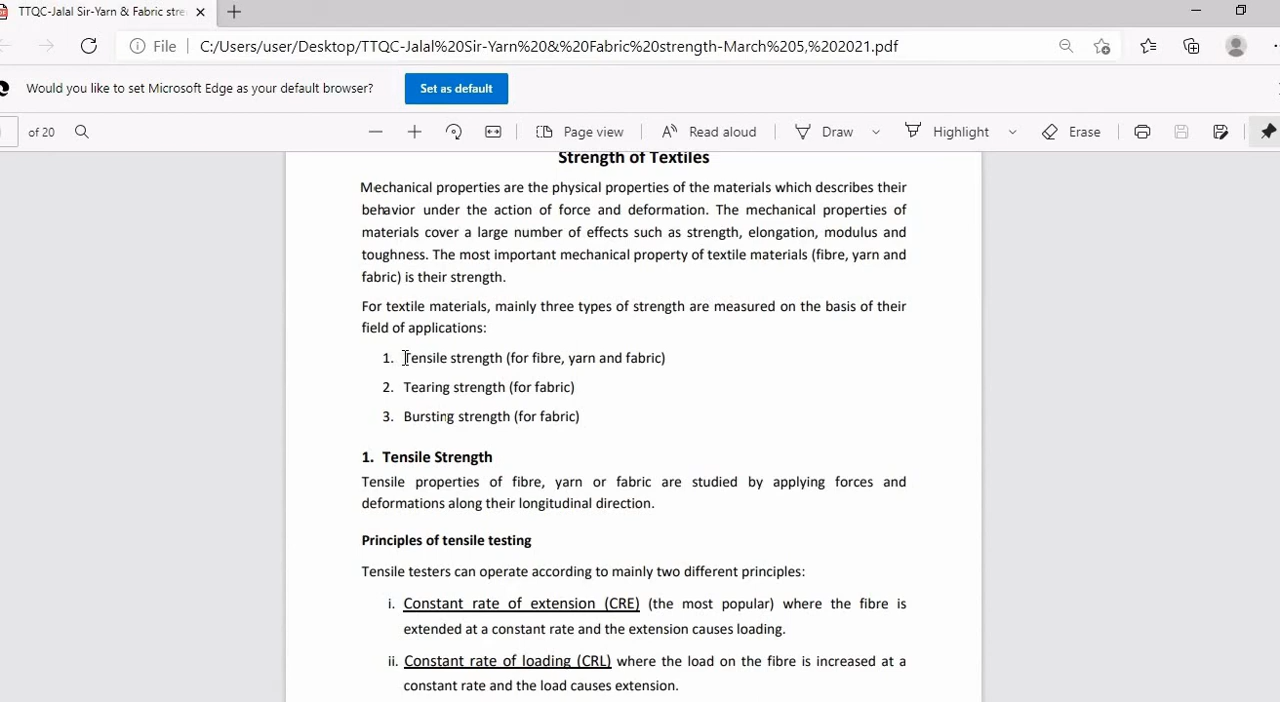 TTQC-Jalal Sir-Yarn & Fabric stre
File C:/Users/user/Desktop/TTQC-Jalal%20Sir-Yarn%20&%20Fabric%20strength-March%205,%202021.pdf
Would you like to set Microsoft Edge as your default browser? Set as default
of 20 Page view Read aloud Draw Highlight Erase
Strength of Textiles
Mechanical properties are the physical properties of the materials which describes their
behavior under the action of force and deformation. The mechanical properties of
materials cover a large number of effects such as strength, elongation, modulus and
toughness. The most important mechanical property of textile materials (fibre, yarn and
fabric) is their strength.
For textile materials, mainly three types of strength are measured on the basis of their
field of applications:
1. Tensile strength (for fibre, yarn and fabric)
2. Tearing strength (for fabric)
3. Bursting strength (for fabric)
1. Tensile Strength
Tensile properties of fibre, yarn or fabric are studied by applying forces and
deformations along their longitudinal direction.
Principles of tensile testing
Tensile testers can operate according to mainly two different principles:
i. Constant rate of extension (CRE) (the most popular) where the fibre is
extended at a constant rate and the extension causes loading.
ii. Constant rate of loading (CRL) where the load on the fibre is increased at a
constant rate and the load causes extension.